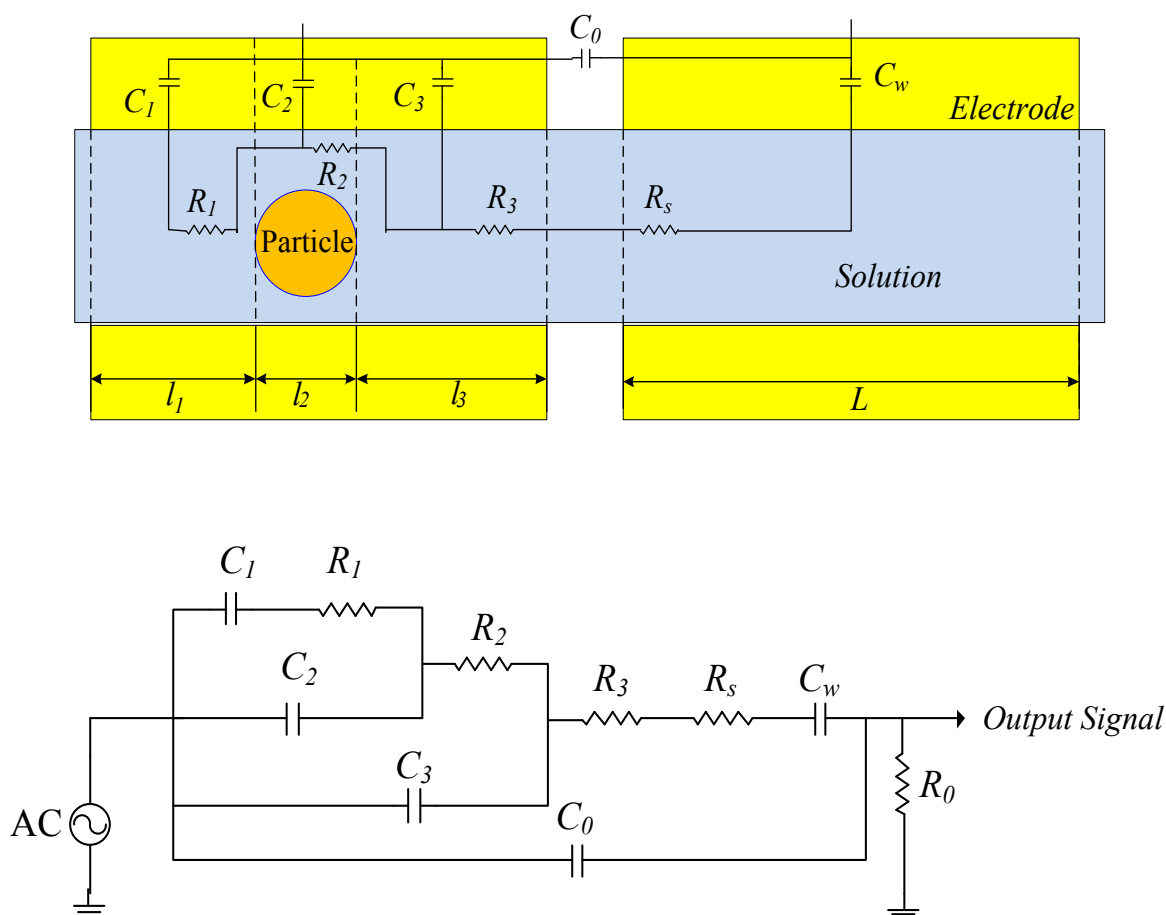 C0
C1
C2
C3
Cw
Electrode
R1
R2
R3
Rs
Particle
Solution
l1
l2
l3
L
C1
R1
R2
C2
R3
Rs
Cw
Output Signal
C3
R0
AC
C0